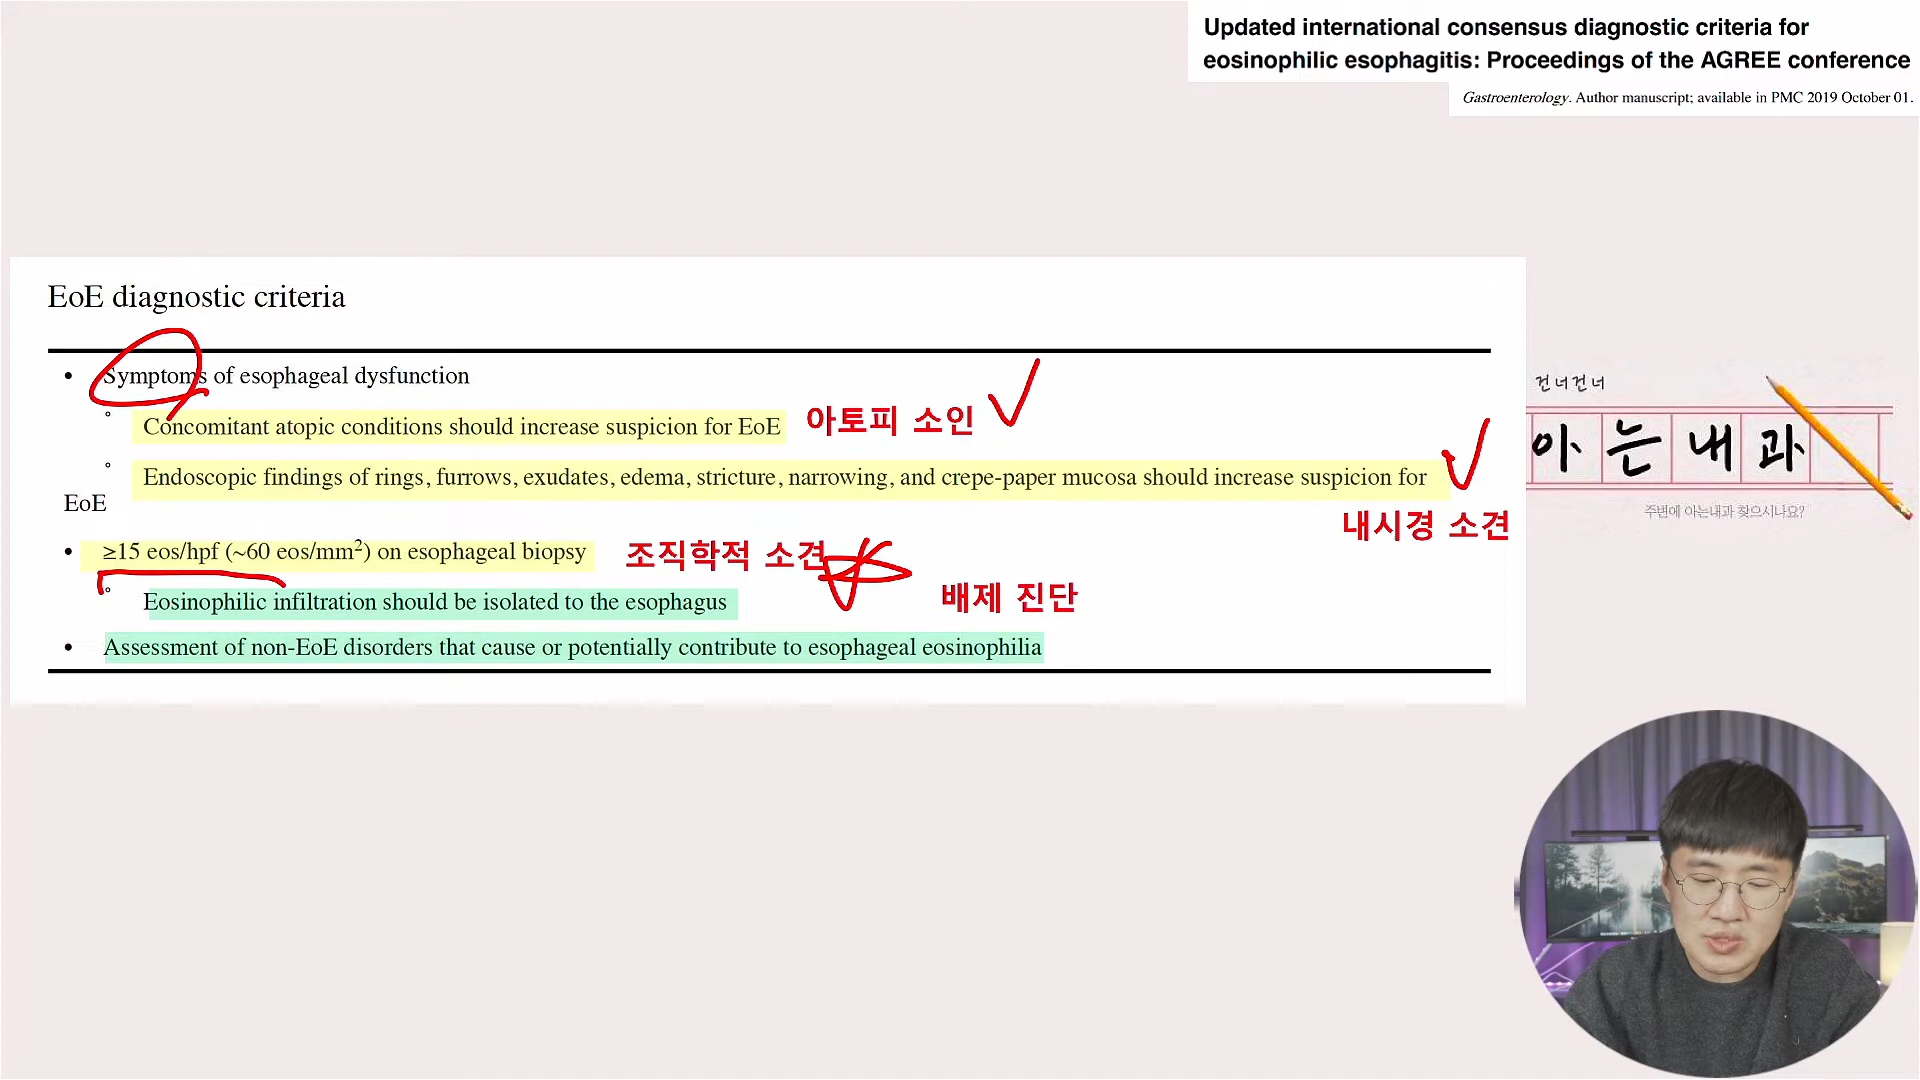 Updated international consensus diagnostic criteria for
eosinophilic esophagitis: Proceedings of the AGREE conference
Gastroenterology. Author manuscript; available in PMC 2019 October 01.
EoE diagnostic criteria
• Symptoms of esophageal dysfunction
° Concomitant atopic conditions should increase suspicion for EoE 아토피 소인
° Endoscopic findings of rings, furrows, exudates, edema, stricture, narrowing, and crepe-paper mucosa should increase suspicion for
EoE
내시경 소견
• ≥15 eos/hpf (~60 eos/mm²) on esophageal biopsy 조직학적 소견
° Eosinophilic infiltration should be isolated to the esophagus 배제 진단
• Assessment of non-EoE disorders that cause or potentially contribute to esophageal eosinophilia
건너건너
아는내과
주변에 아는내과 찾으시나요?